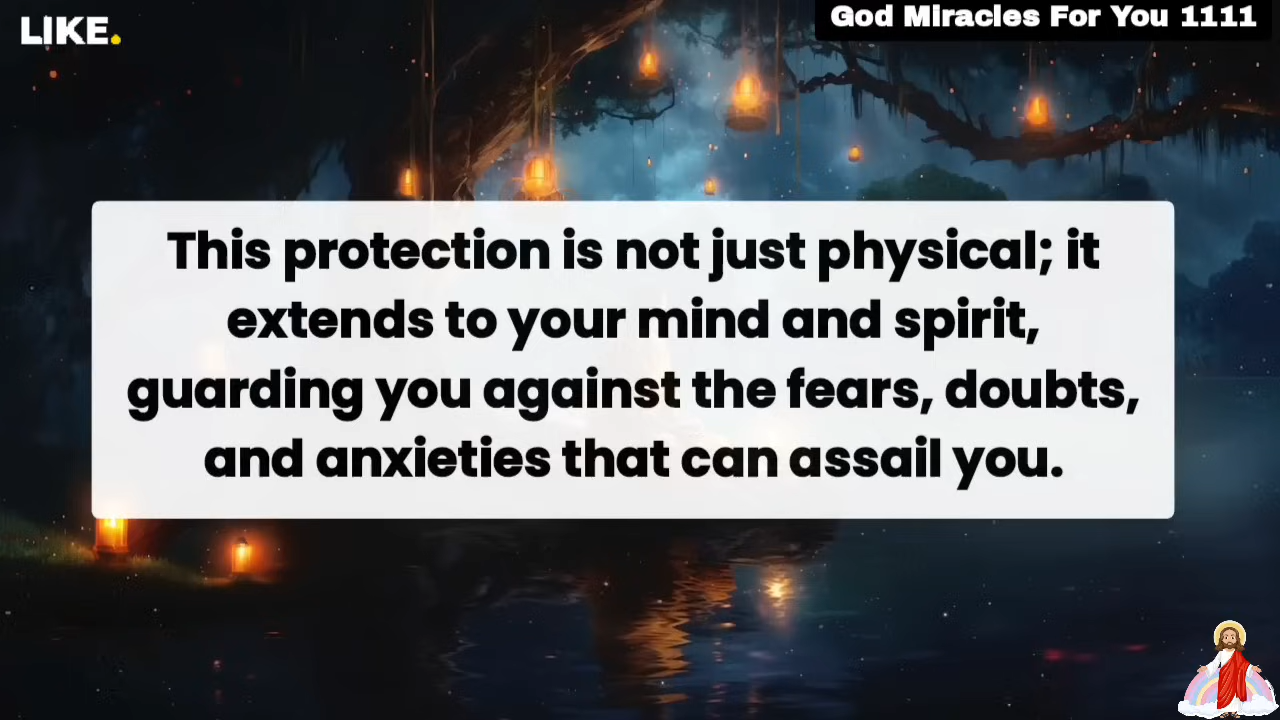 LIKE.
God Miracles For You 1111
This protection is not just physical; it
extends to your mind and spirit,
guarding you against the fears, doubts,
and anxieties that can assail you.